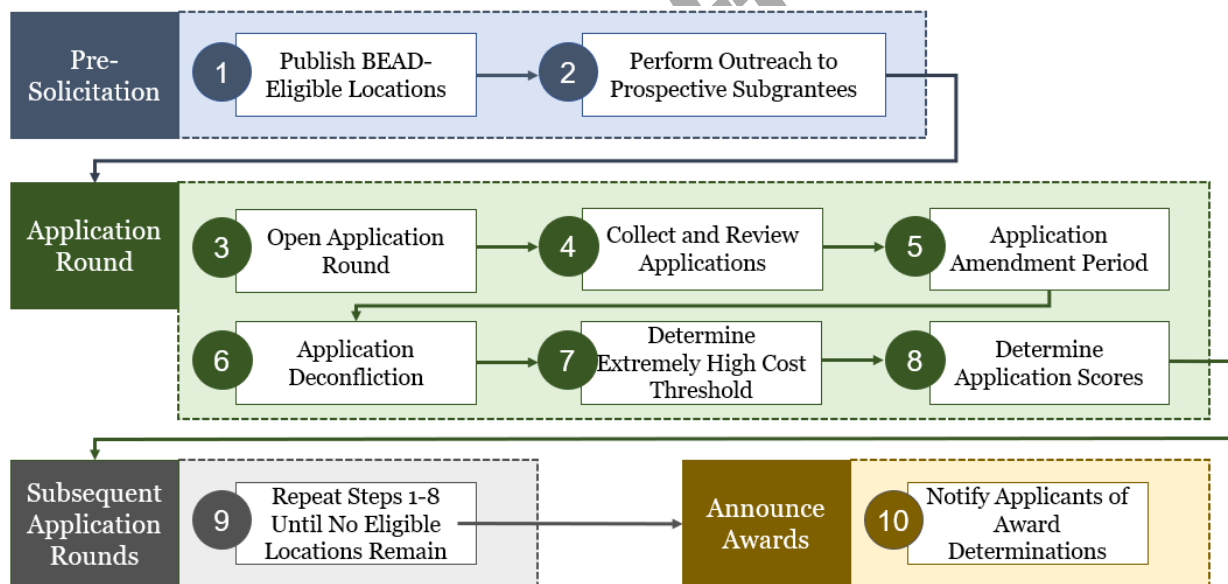 Pre-
Solicitation
1
Publish BEAD-
Eligible Locations
2
Perform Outreach to
Prospective Subgrantees
Application
Round
3
Open Application
Round
4
Collect and Review
Applications
5
Application
Amendment Period
6
Application
Deconfliction
7
Determine
Extremely High Cost
Threshold
8
Determine
Application Scores
Subsequent
Application
Rounds
9
Repeat Steps 1-8
Until No Eligible
Locations Remain
Announce
Awards
10
Notify Applicants of
Award
Determinations